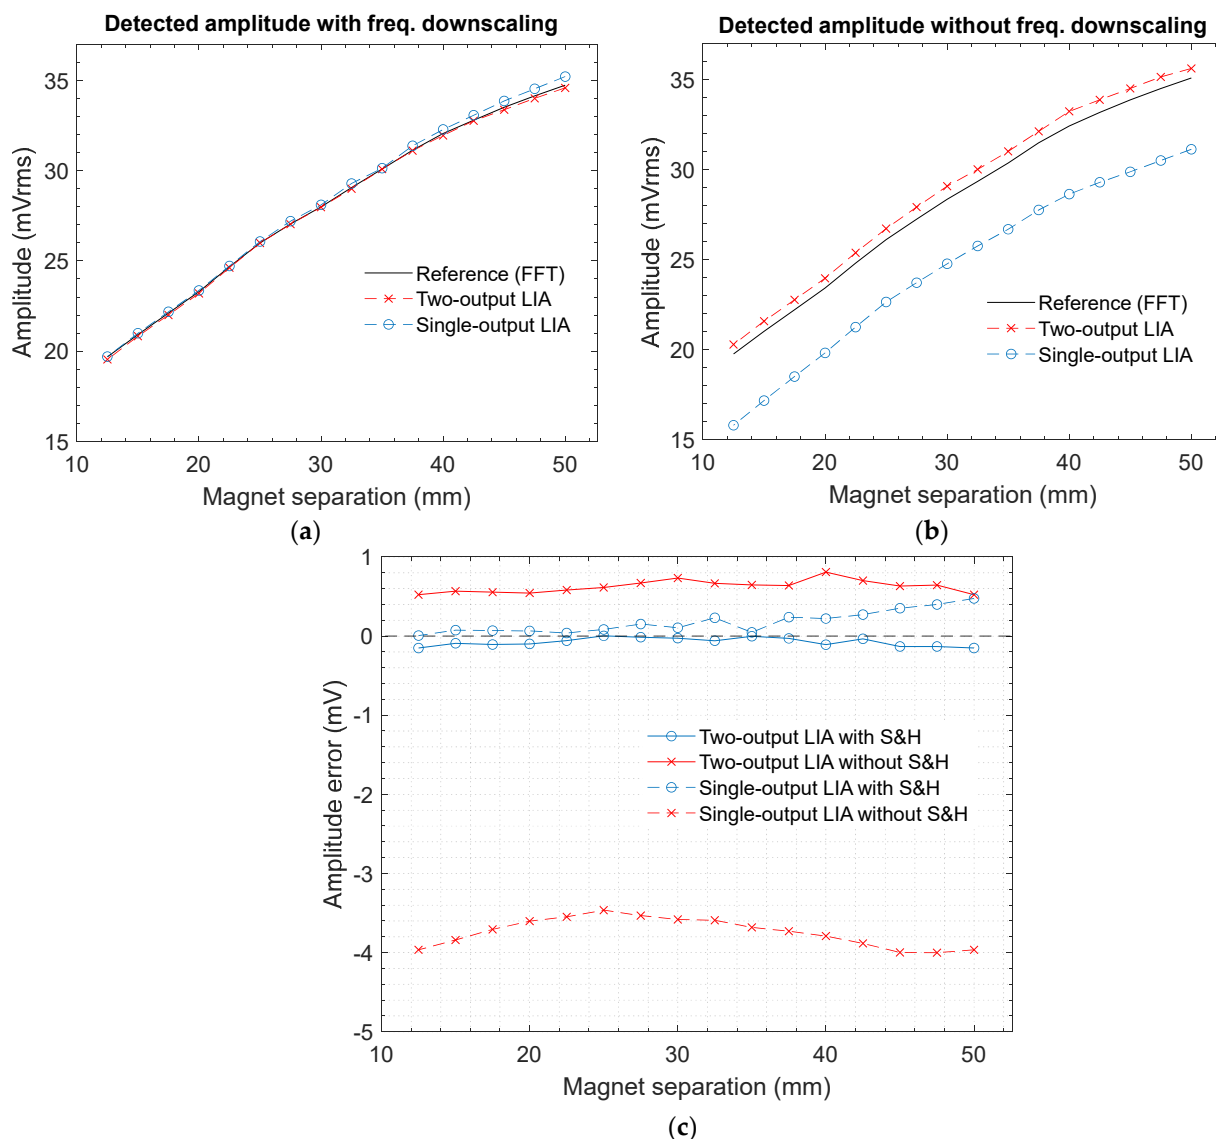 Detected amplitude with freq. downscaling
35
30
25
20
15
10
20
30
40
50
Amplitude (mVrms)
Magnet separation (mm)
Reference (FFT)
Two-output LIA
Single-output LIA
(a)
Detected amplitude without freq. downscaling
35
30
25
20
15
10
20
30
40
50
Amplitude (mVrms)
Magnet separation (mm)
Reference (FFT)
Two-output LIA
Single-output LIA
(b)
1
0
-1
-2
-3
-4
-5
10
20
30
40
50
Amplitude error (mV)
Magnet separation (mm)
Two-output LIA with S&H
Two-output LIA without S&H
Single-output LIA with S&H
Single-output LIA without S&H
(c)